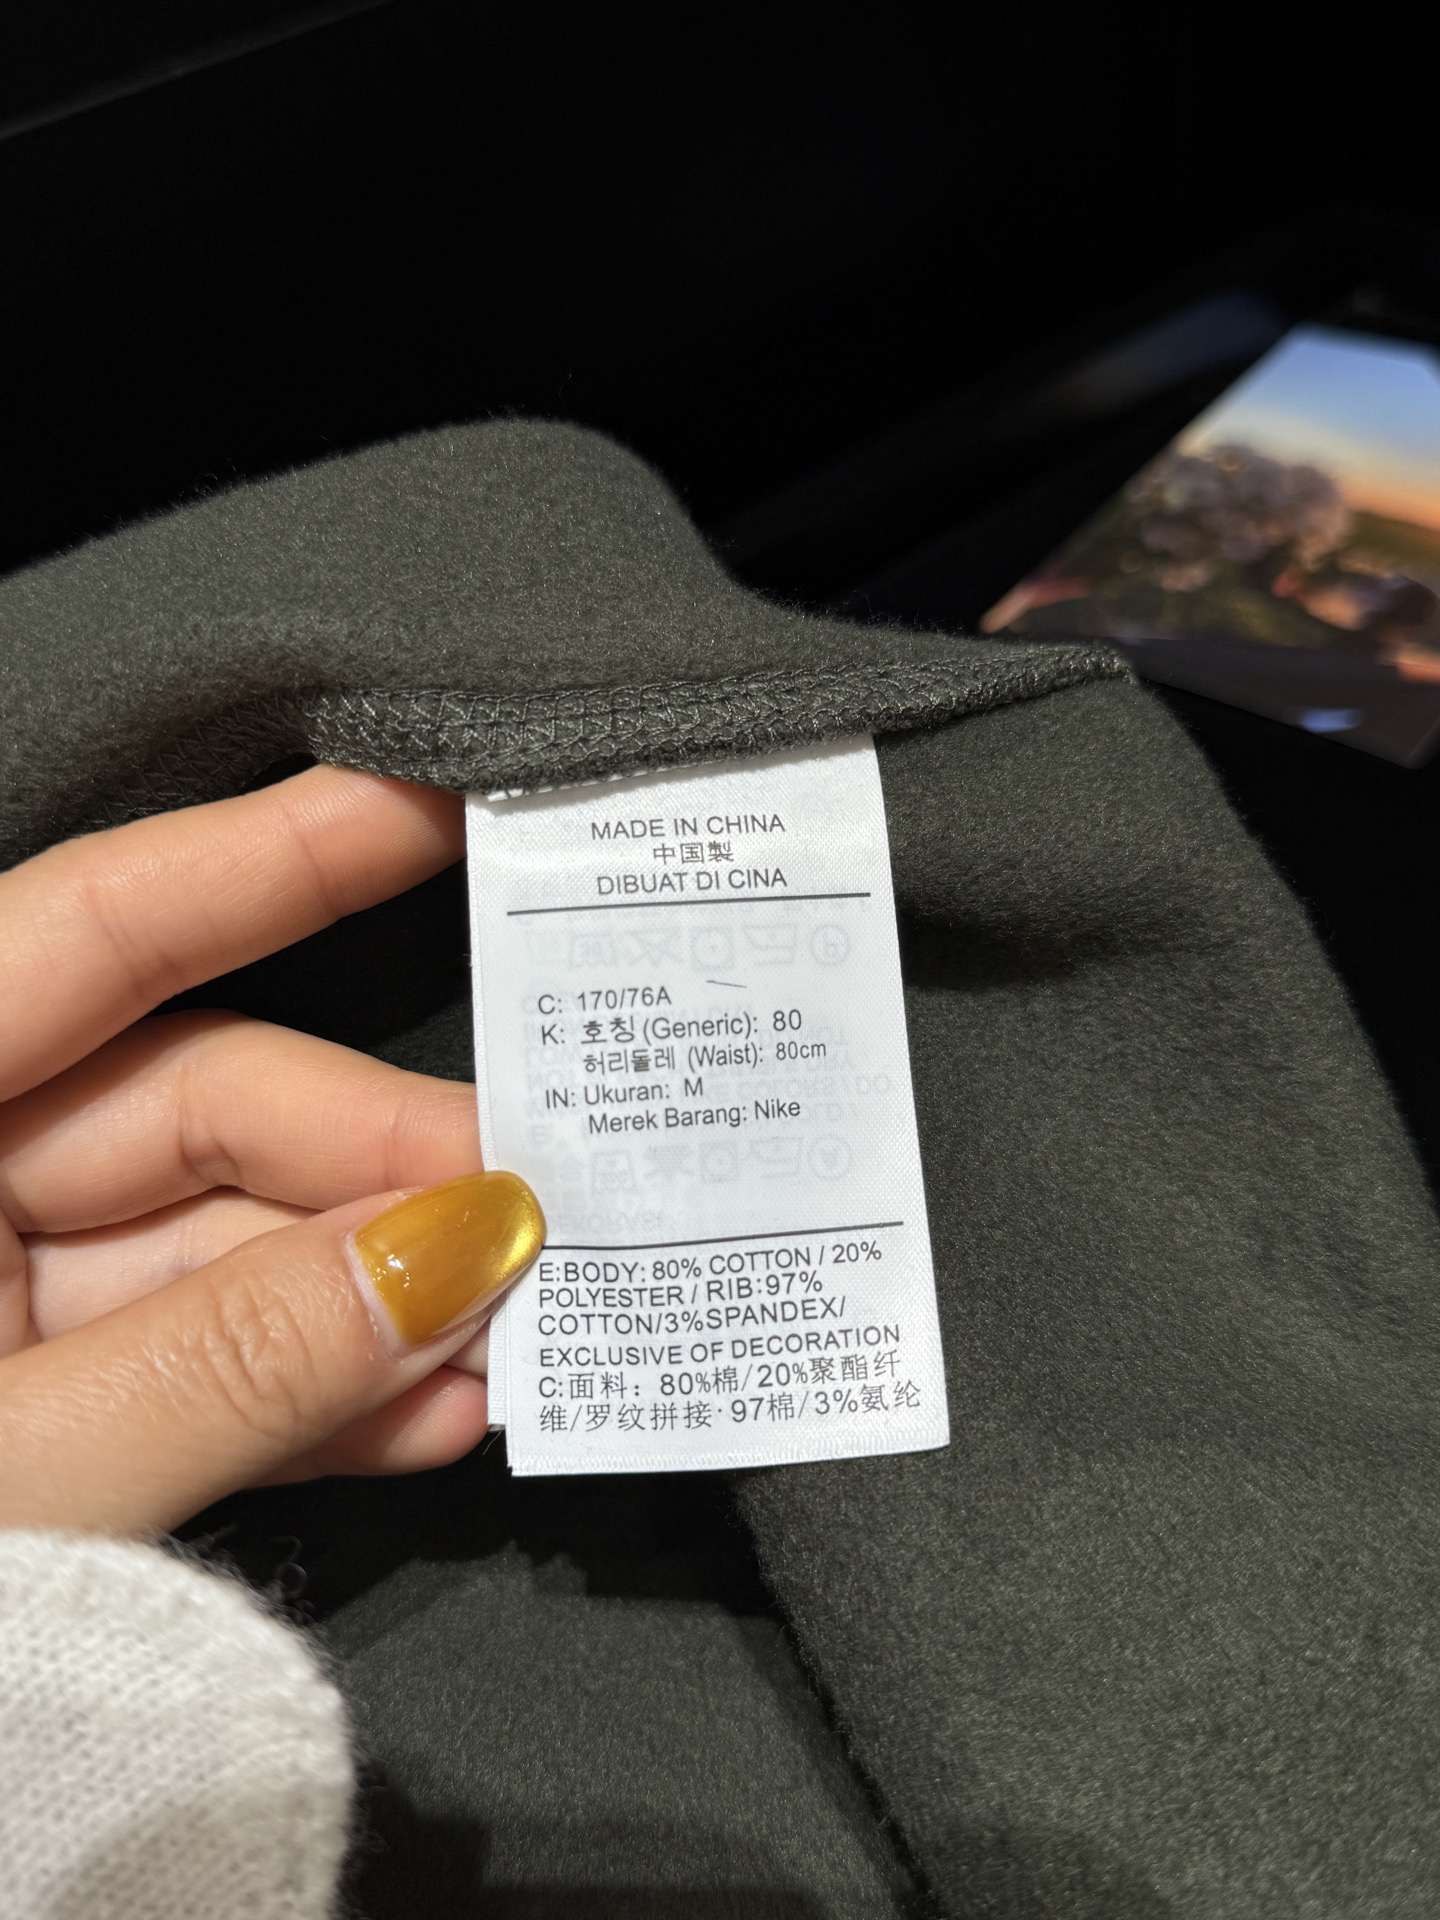 MADE IN CHINA
中国製
DIBUAT DI CINA
C: 170/76A
K: 호칭 (Generic): 80
허리둘레 (Waist): 80cm
IN: Ukuran: M
Merek Barang: Nike
E:BODY: 80% COTTON / 20%
POLYESTER / RIB:97%
COTTON/3%SPANDEX/
EXCLUSIVE OF DECORATION
C:面料：80%棉/20%聚酯纤
维/罗纹拼接·97棉/3%氨纶